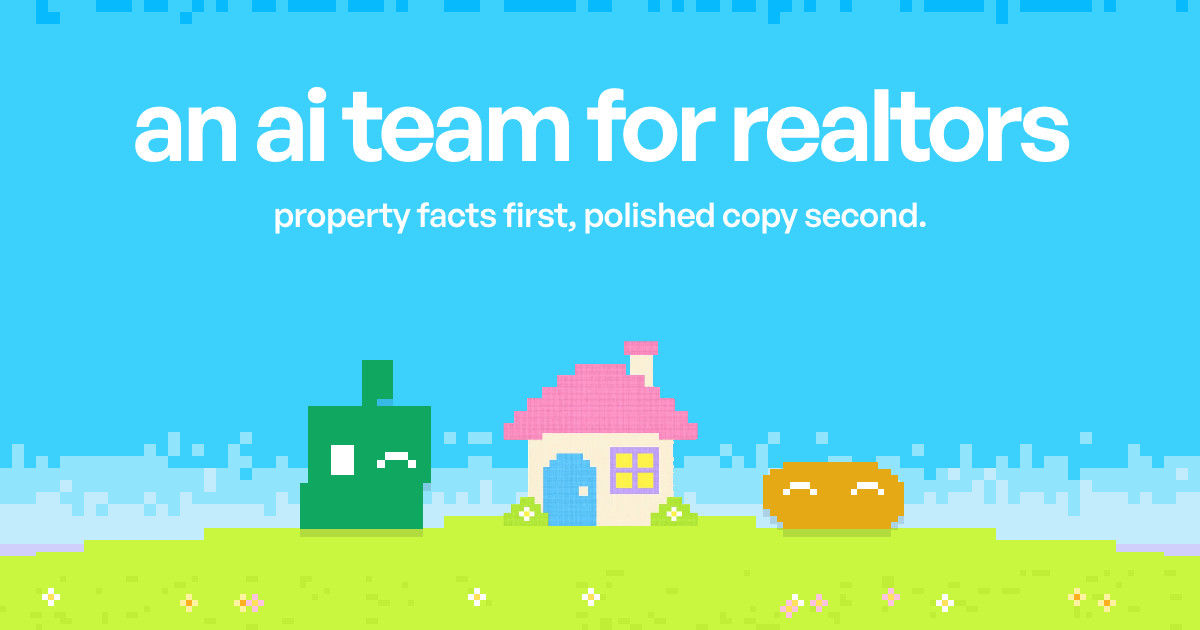 an ai team for realtors
property facts first, polished copy second.